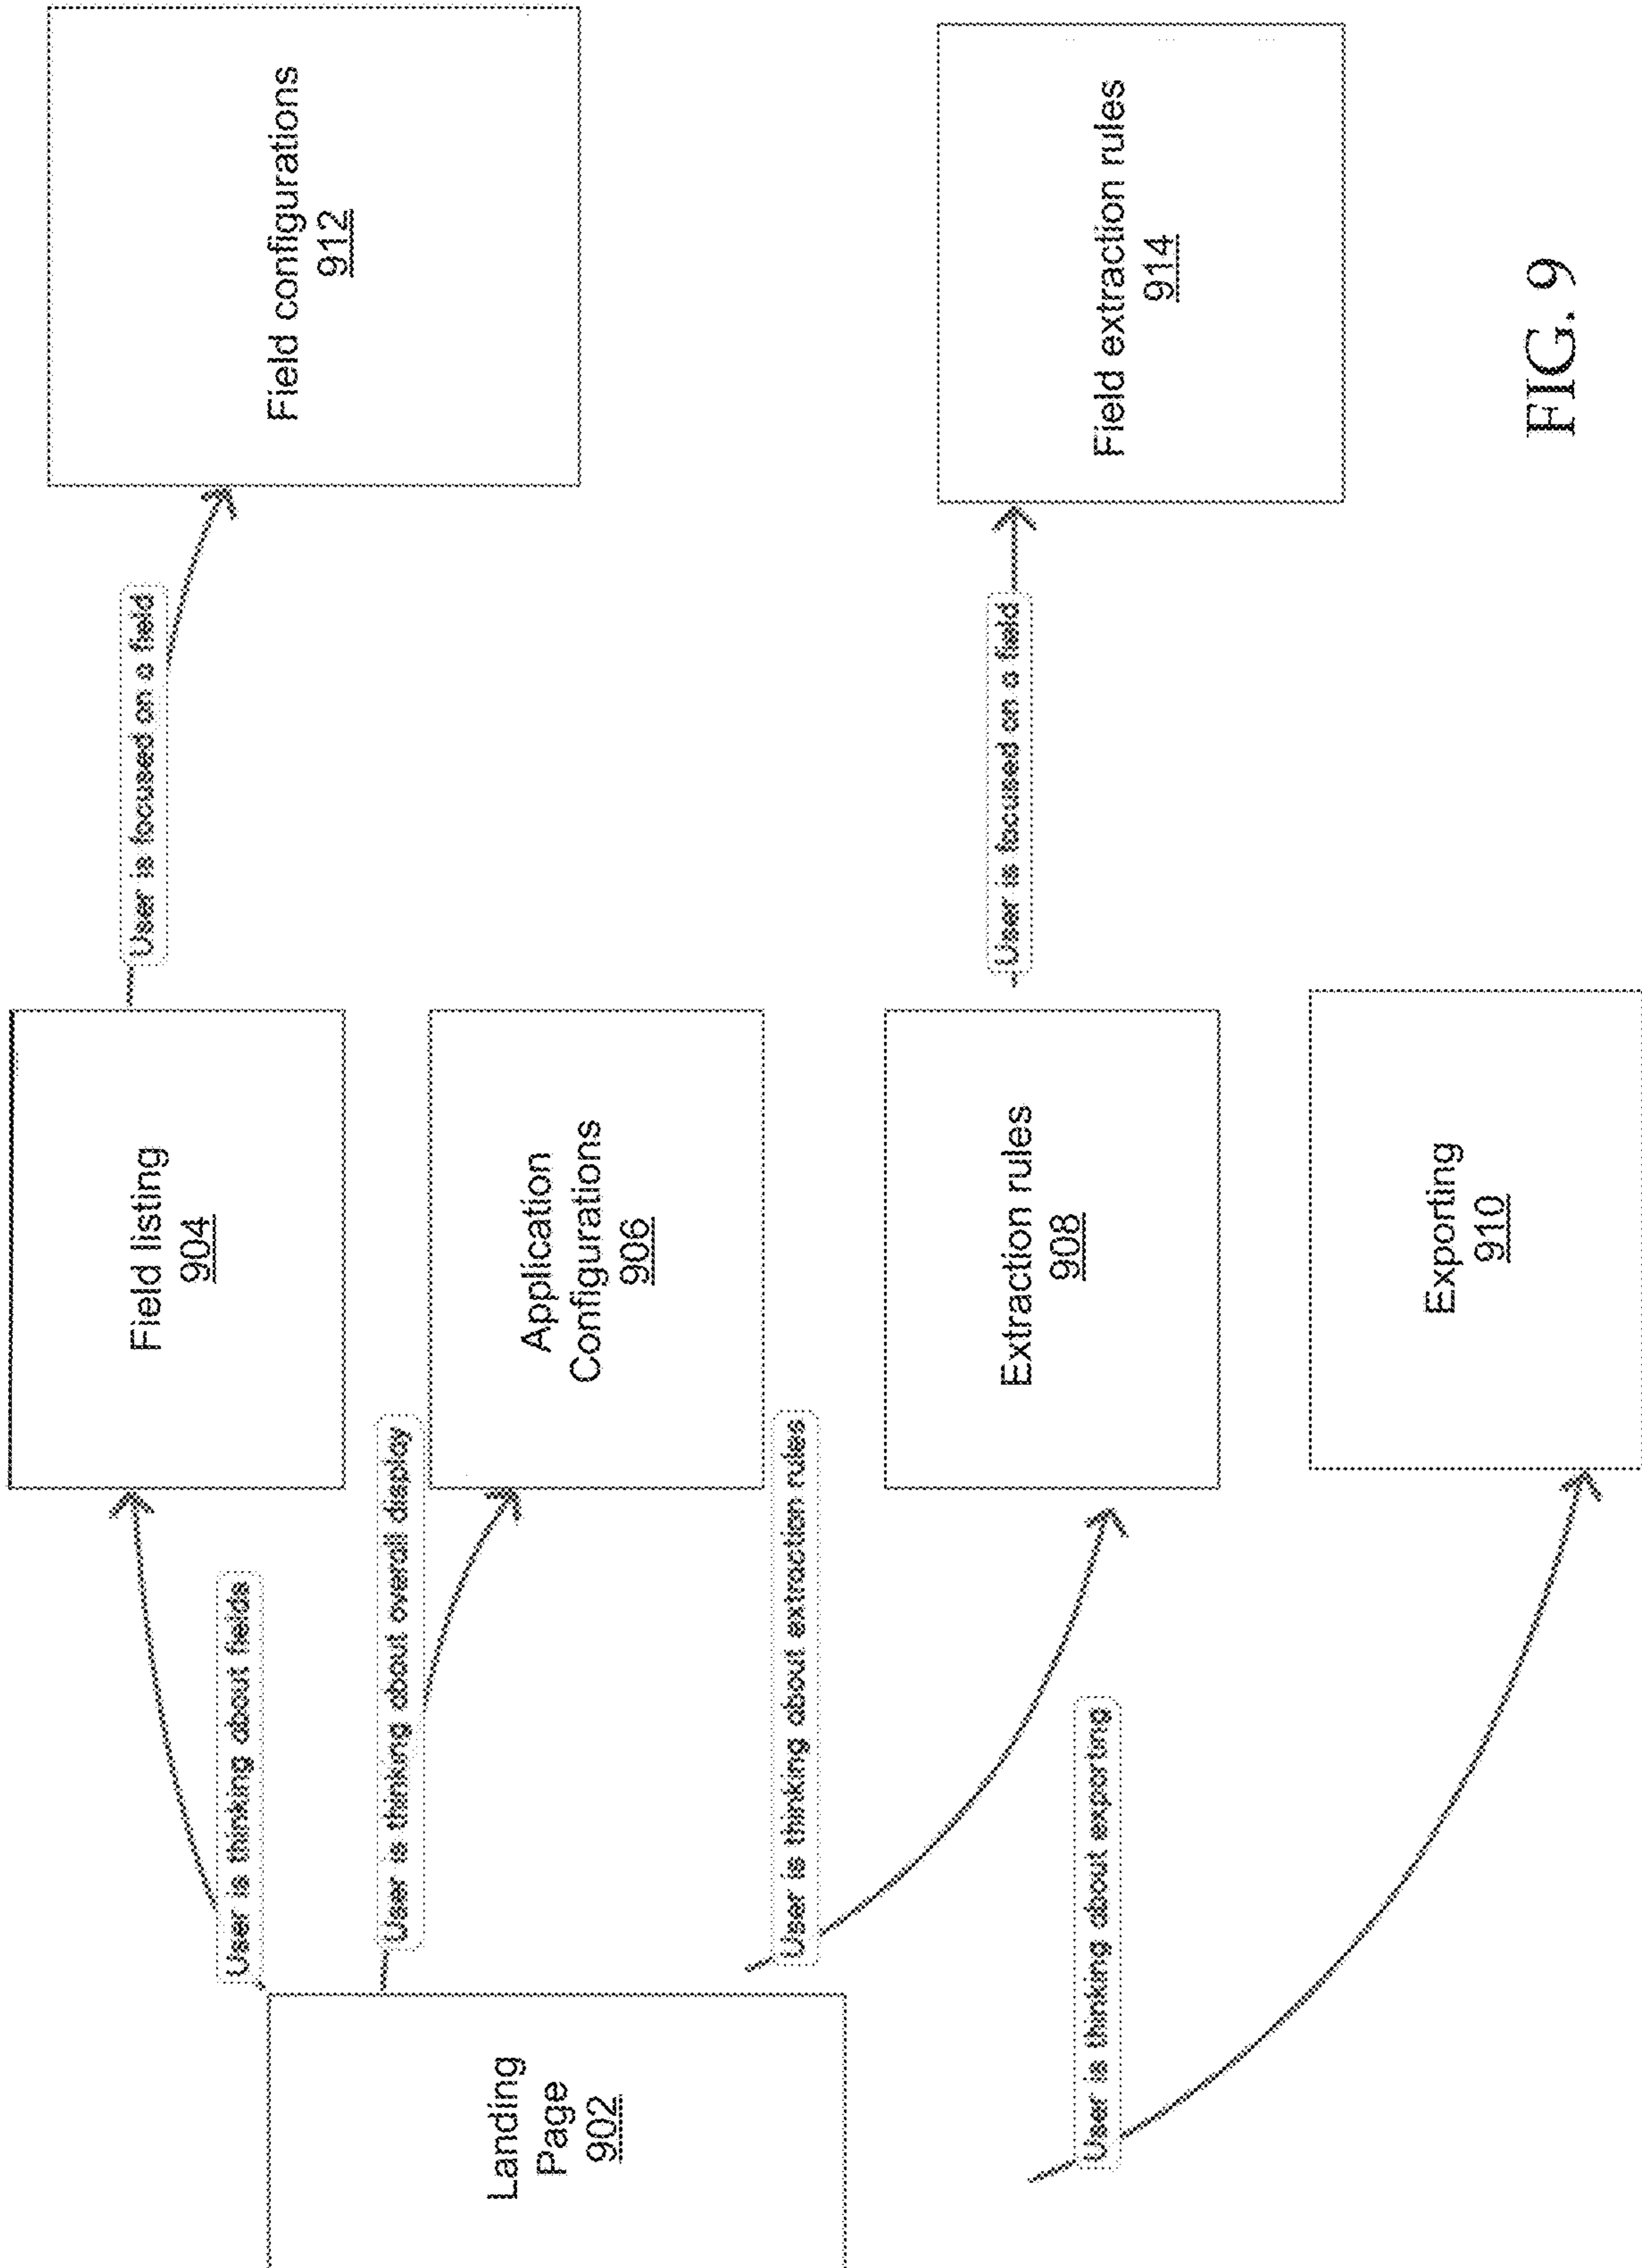 Landing
Page
902
User is thinking about fields
User is thinking about overall display
User is thinking about extraction rules
User is thinking about exporting
Field listing
904
Application
Configurations
906
Extraction rules
908
Exporting
910
User is focused on a field
User is focused on a field
Field configurations
912
Field extraction rules
914
FIG. 9